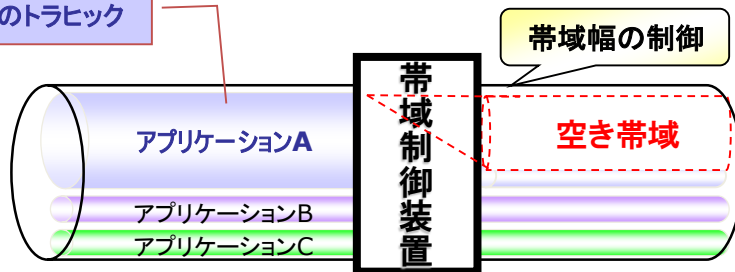 のトラヒック
帯域幅の制御
帯域制御装置
アプリケーションA
空き帯域
アプリケーションB
アプリケーションC